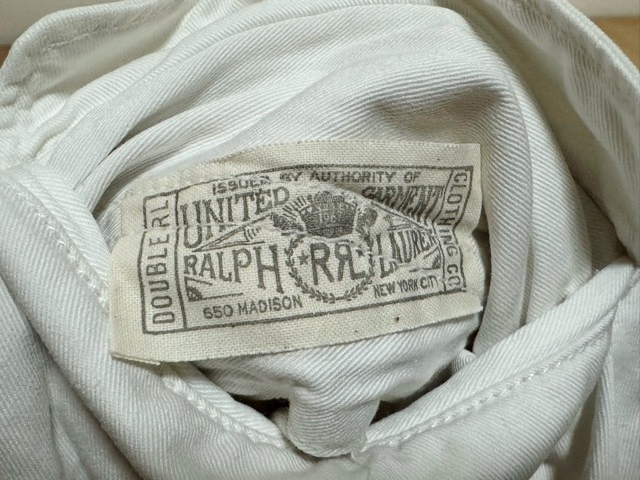 ISSUED BY AUTHORITY OF
DOUBLE RL
UNITED GARMENT
CLOTHING CO.
RALPH RRL LAUREN
650 MADISON NEW YORK CITY